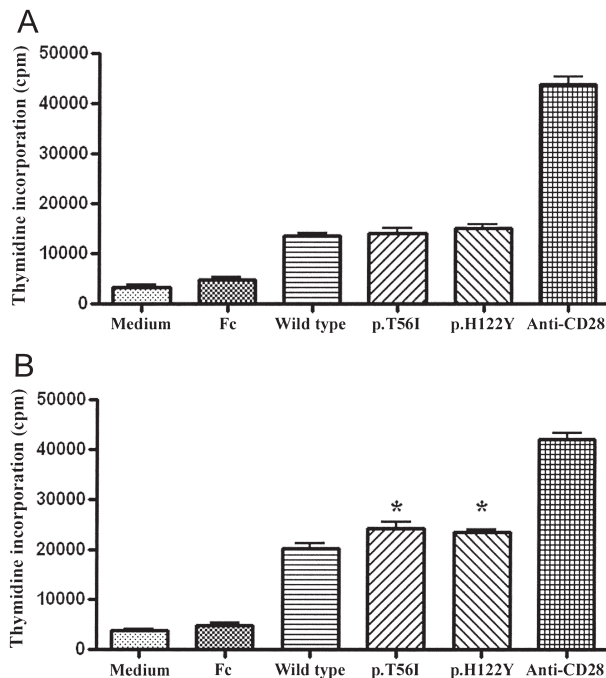 A
Thymidine incorporation (cpm)
50000
40000
30000
20000
10000
0
Medium Fc Wild type p.T56I p.H122Y Anti-CD28
B
Thymidine incorporation (cpm)
50000
40000
30000
20000
10000
0
* *
Medium Fc Wild type p.T56I p.H122Y Anti-CD28